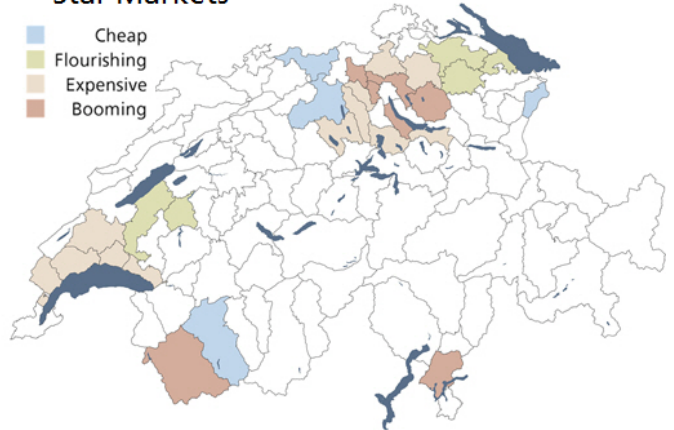 Star Markets
Cheap
Flourishing
Expensive
Booming